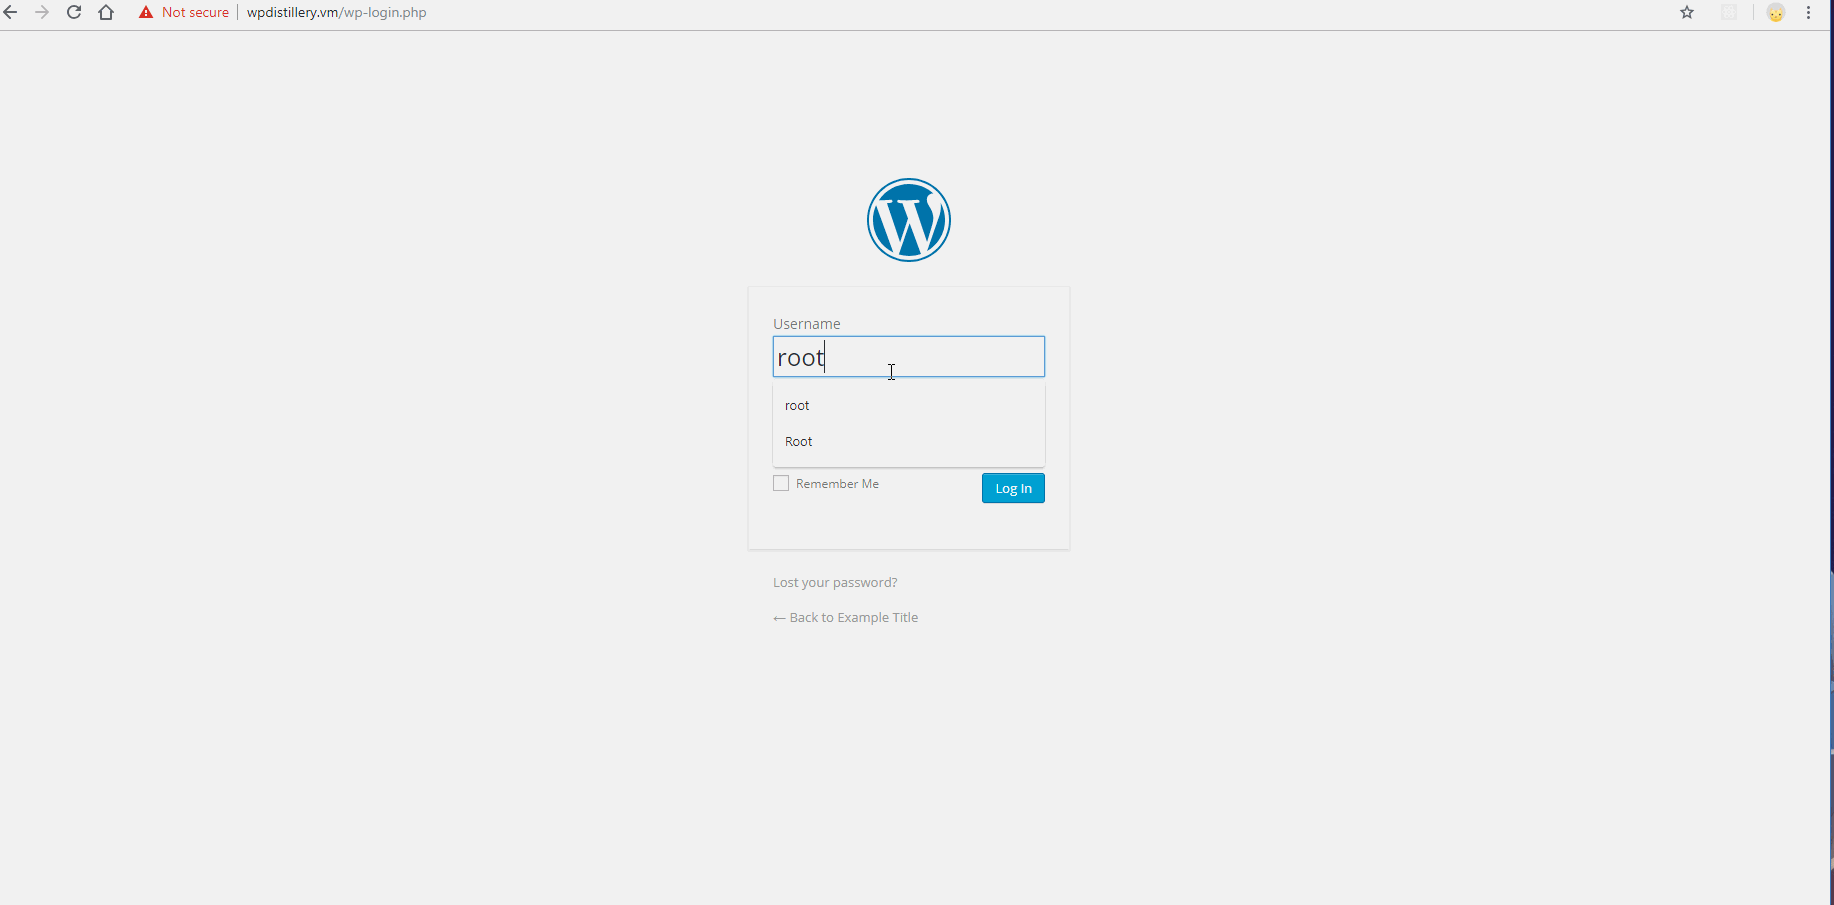 Not secure | wpdistillery.vm/wp-login.php
W
Username
root
root
Root
Remember Me
Log In
Lost your password?
← Back to Example Title